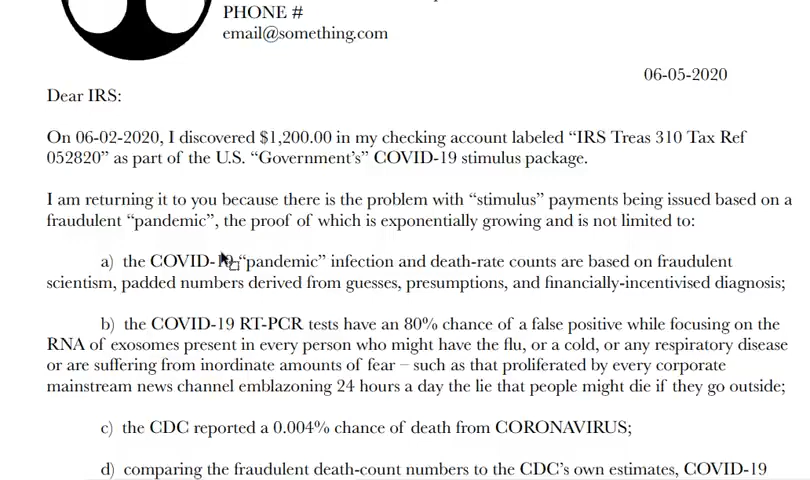 PHONE #
email@something.com
06-05-2020
Dear IRS:
On 06-02-2020, I discovered $1,200.00 in my checking account labeled “IRS Treas 310 Tax Ref
052820” as part of the U.S. “Government’s” COVID-19 stimulus package.
I am returning it to you because there is the problem with “stimulus” payments being issued based on a
fraudulent “pandemic”, the proof of which is exponentially growing and is not limited to:
a) the COVID-19 “pandemic” infection and death-rate counts are based on fraudulent
scientism, padded numbers derived from guesses, presumptions, and financially-incentivised diagnosis;
b) the COVID-19 RT-PCR tests have an 80% chance of a false positive while focusing on the
RNA of exosomes present in every person who might have the flu, or a cold, or any respiratory disease
or are suffering from inordinate amounts of fear – such as that proliferated by every corporate
mainstream news channel emblazoning 24 hours a day the lie that people might die if they go outside;
c) the CDC reported a 0.004% chance of death from CORONAVIRUS;
d) comparing the fraudulent death-count numbers to the CDC’s own estimates, COVID-19